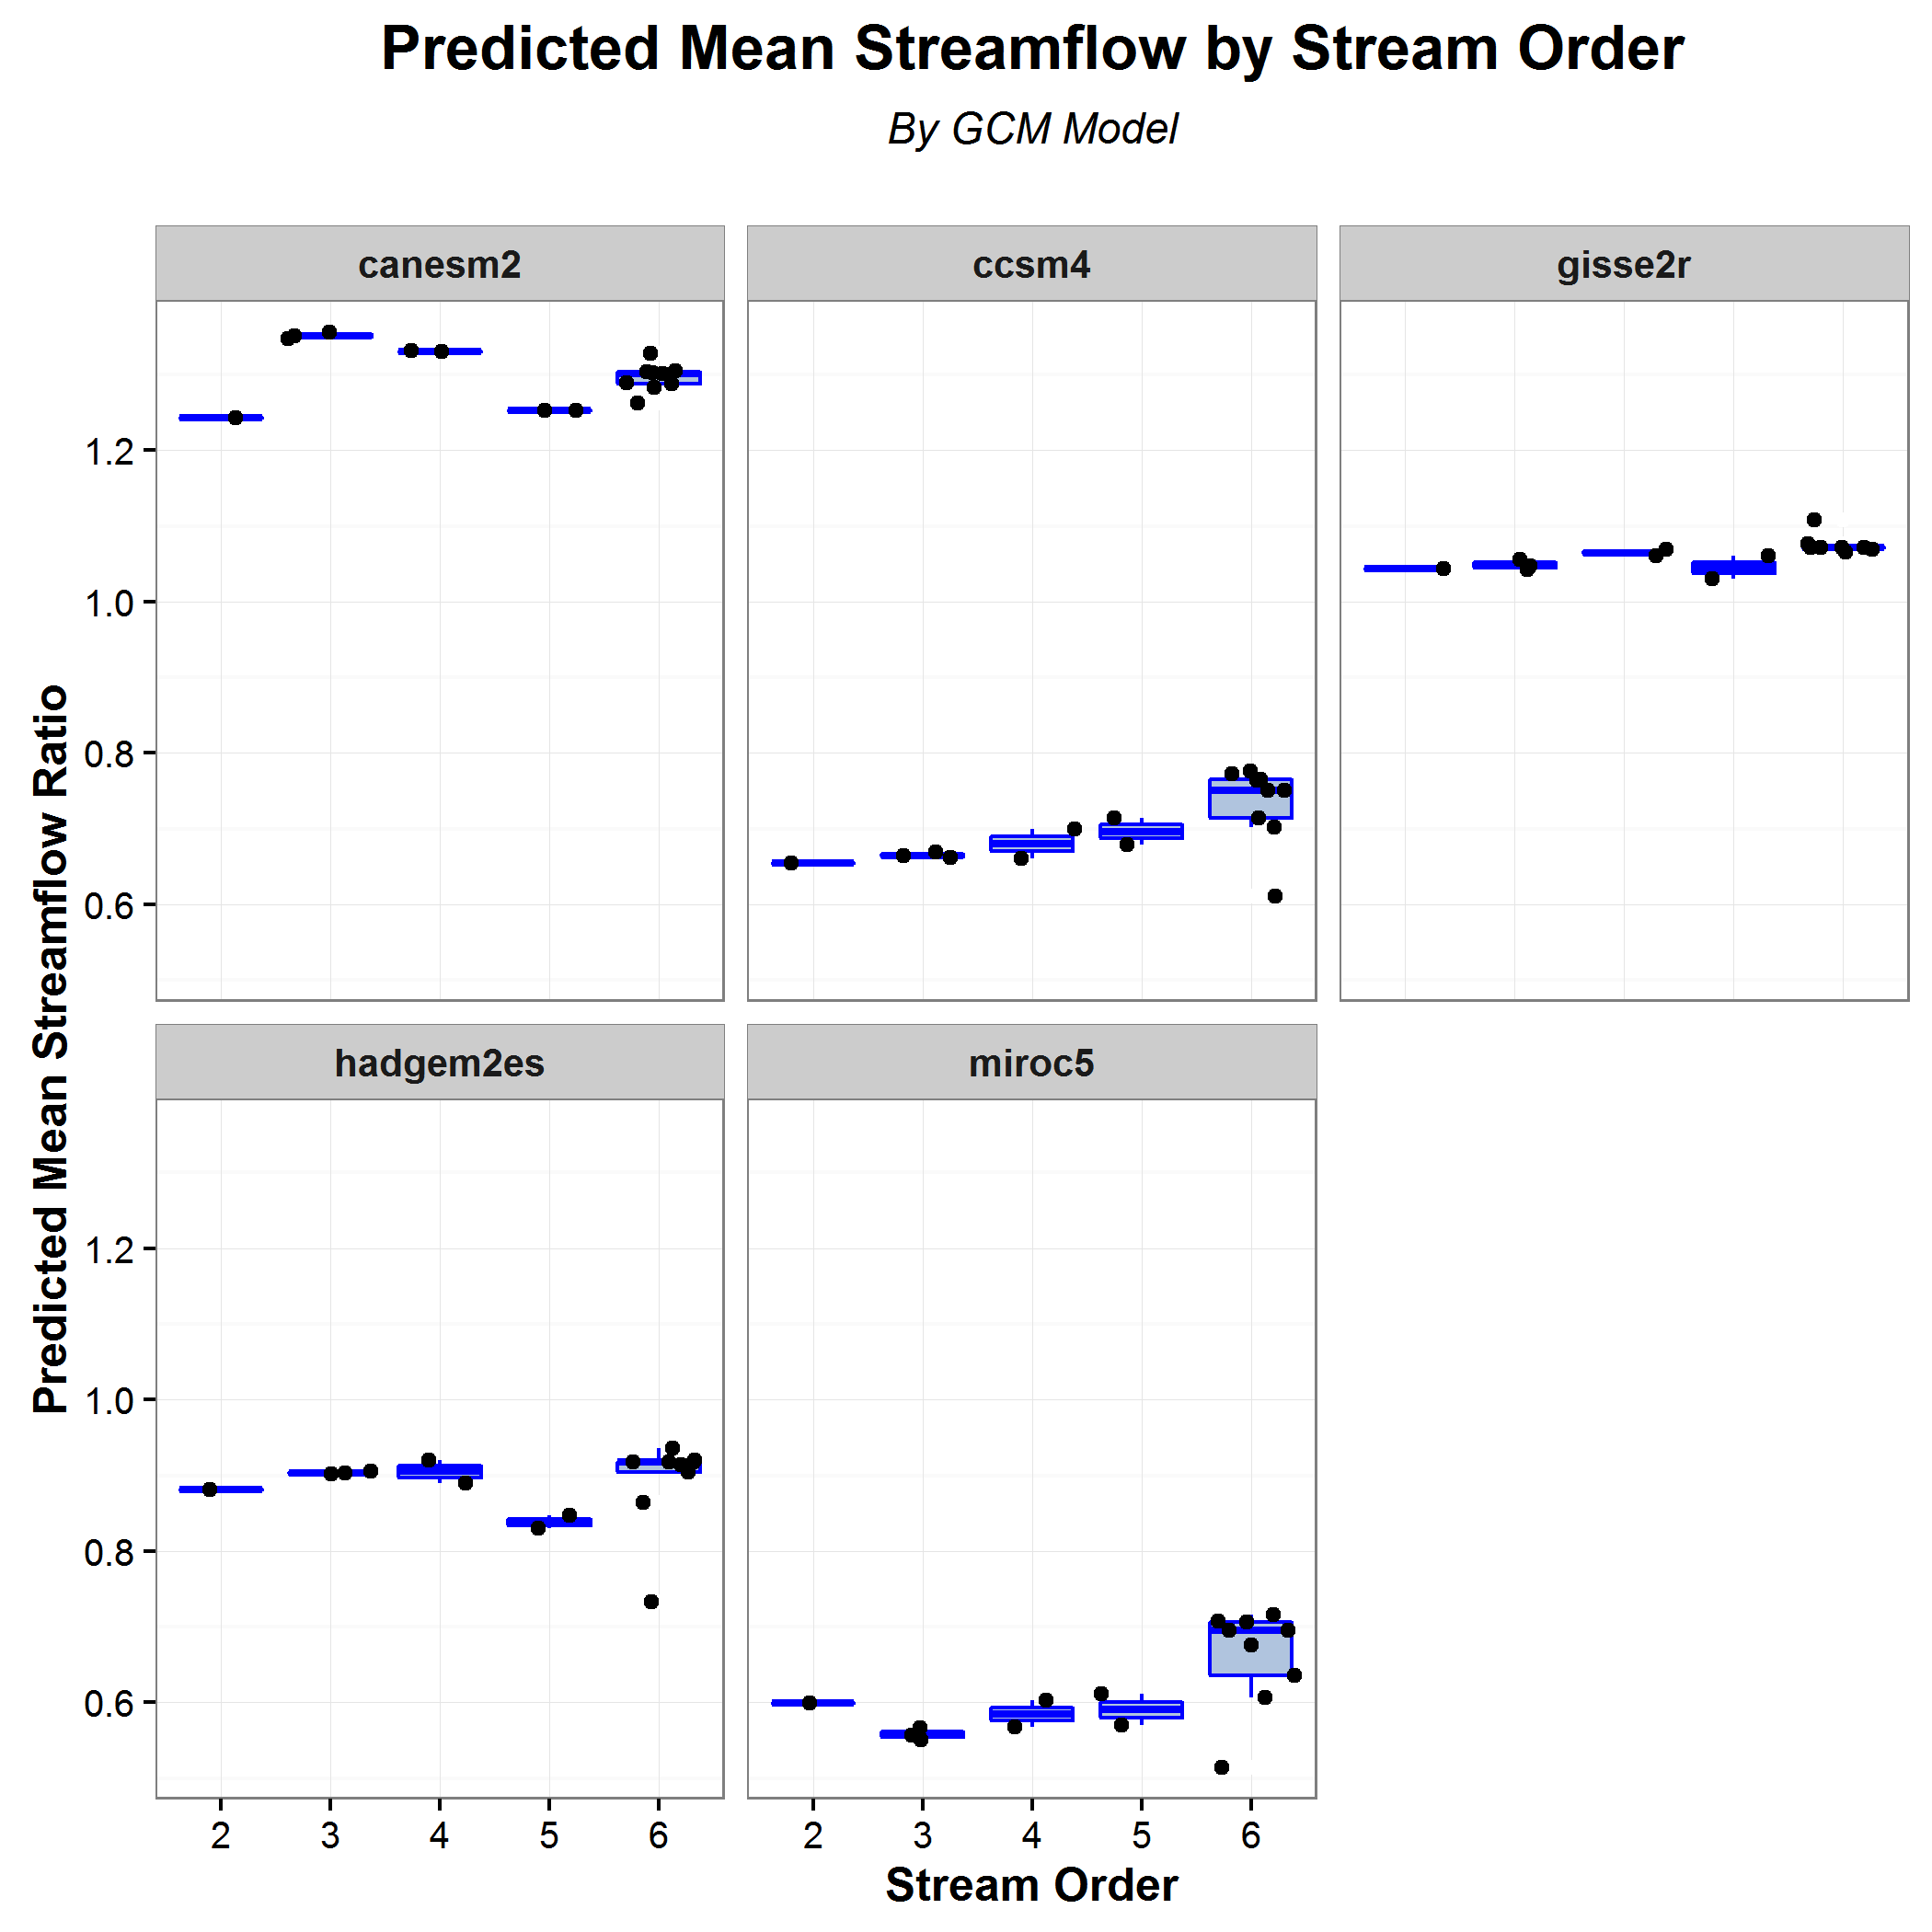 Predicted Mean Streamflow by Stream Order
By GCM Model
canesm2
ccsm4
gisse2r
1.2
1.0
0.8
0.6
Predicted Mean Streamflow Ratio
hadgem2es
miroc5
1.2
1.0
0.8
0.6
2 3 4 5 6
2 3 4 5 6
Stream Order